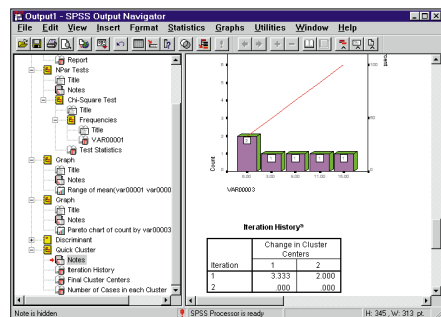 Output1 - SPSS Output Navigator
File Edit View Insert Format Statistics Graphs Utilities Window Help
Report
NPar Tests
Title
Notes
Chi-Square Test
Title
Frequencies
Title
VAR00001
Test Statistics
Graph
Title
Notes
Range of mean(var00001 var0000
Graph
Title
Notes
Pareto chart of count by var00003
Discriminant
Quick Cluster
Notes
Iteration History
Final Cluster Centers
Number of Cases in each Cluster
Count
VAR00003
Iteration Historyª
Change in Cluster
Centers
Iteration 1 2
1 3.333 2.000
2 .000 .000
Note is hidden
SPSS Processor is ready
H: 345 , W: 313 pt.